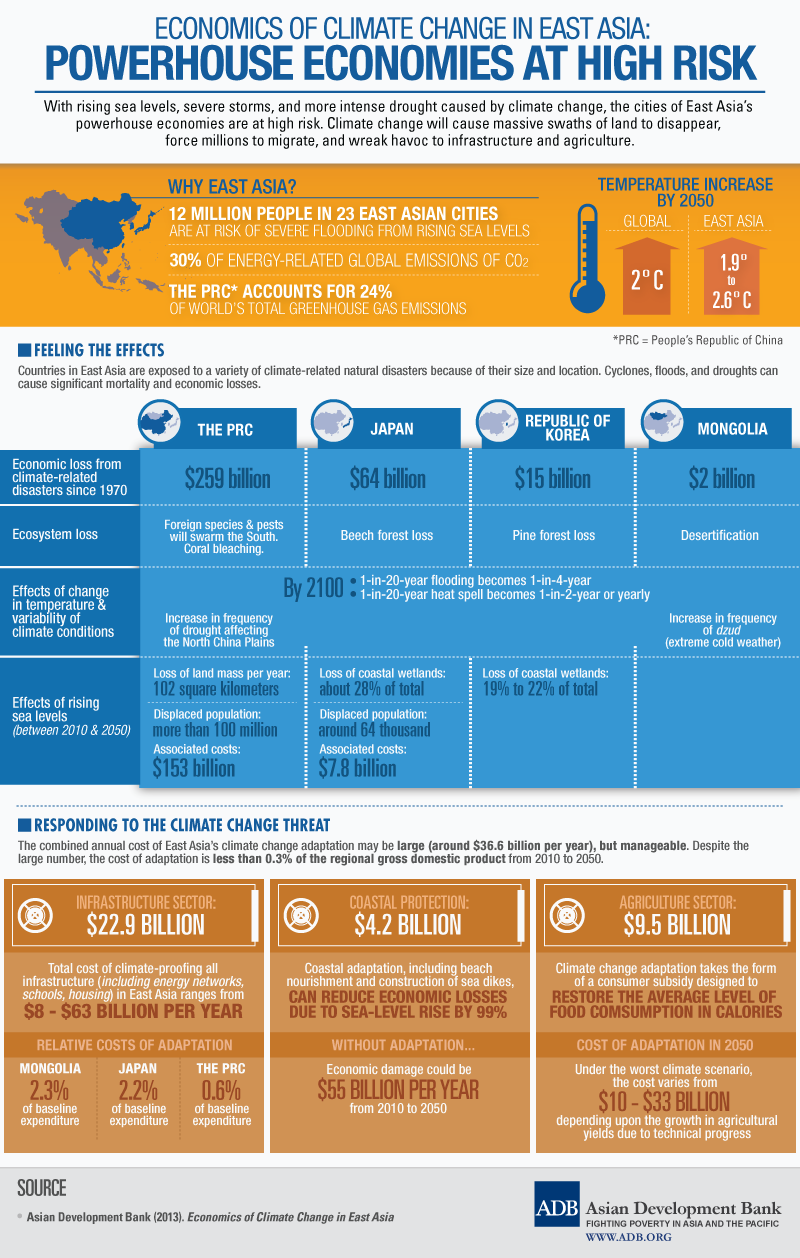 ECONOMICS OF CLIMATE CHANGE IN EAST ASIA:
POWERHOUSE ECONOMIES AT HIGH RISK
With rising sea levels, severe storms, and more intense drought caused by climate change, the cities of East Asia's
powerhouse economies are at high risk. Climate change will cause massive swaths of land to disappear,
force millions to migrate, and wreak havoc to infrastructure and agriculture.
WHY EAST ASIA?
12 MILLION PEOPLE IN 23 EAST ASIAN CITIES
ARE AT RISK OF SEVERE FLOODING FROM RISING SEA LEVELS
30% OF ENERGY-RELATED GLOBAL EMISSIONS OF CO2
THE PRC* ACCOUNTS FOR 24%
OF WORLD'S TOTAL GREENHOUSE GAS EMISSIONS
TEMPERATURE INCREASE
BY 2050
GLOBAL
2° C
EAST ASIA
1.9°
to
2.6° C
*PRC = People's Republic of China
FEELING THE EFFECTS
Countries in East Asia are exposed to a variety of climate-related natural disasters because of their size and location. Cyclones, floods, and droughts can
cause significant mortality and economic losses.
THE PRC
JAPAN
REPUBLIC OF
KOREA
MONGOLIA
Economic loss from
climate-related
disasters since 1970
$259 billion
$64 billion
$15 billion
$2 billion
Ecosystem loss
Foreign species & pests
will swarm the South.
Coral bleaching.
Beech forest loss
Pine forest loss
Desertification
Effects of change
in temperature &
variability of
climate conditions
By 2100
• 1-in-20-year flooding becomes 1-in-4-year
• 1-in-20-year heat spell becomes 1-in-2-year or yearly
Increase in frequency
of drought affecting
the North China Plains
Increase in frequency
of dzud
(extreme cold weather)
Effects of rising
sea levels
(between 2010 & 2050)
Loss of land mass per year:
102 square kilometers
Displaced population:
more than 100 million
Associated costs:
$153 billion
Loss of coastal wetlands:
about 28% of total
Displaced population:
around 64 thousand
Associated costs:
$7.8 billion
Loss of coastal wetlands:
19% to 22% of total
RESPONDING TO THE CLIMATE CHANGE THREAT
The combined annual cost of East Asia's climate change adaptation may be large (around $36.6 billion per year), but manageable. Despite the
large number, the cost of adaptation is less than 0.3% of the regional gross domestic product from 2010 to 2050.
INFRASTRUCTURE SECTOR:
$22.9 BILLION
Total cost of climate-proofing all
infrastructure (including energy networks,
schools, housing) in East Asia ranges from
$8 - $63 BILLION PER YEAR
RELATIVE COSTS OF ADAPTATION
MONGOLIA
2.3%
of baseline
expenditure
JAPAN
2.2%
of baseline
expenditure
THE PRC
0.6%
of baseline
expenditure
COASTAL PROTECTION:
$4.2 BILLION
Coastal adaptation, including beach
nourishment and construction of sea dikes,
CAN REDUCE ECONOMIC LOSSES
DUE TO SEA-LEVEL RISE BY 99%
WITHOUT ADAPTATION...
Economic damage could be
$55 BILLION PER YEAR
from 2010 to 2050
AGRICULTURE SECTOR:
$9.5 BILLION
Climate change adaptation takes the form
of a consumer subsidy designed to
RESTORE THE AVERAGE LEVEL OF
FOOD COMSUMPTION IN CALORIES
COST OF ADAPTATION IN 2050
Under the worst climate scenario,
the cost varies from
$10 - $33 BILLION
depending upon the growth in agricultural
yields due to technical progress
SOURCE
* Asian Development Bank (2013). Economics of Climate Change in East Asia
ADB
Asian Development Bank
FIGHTING POVERTY IN ASIA AND THE PACIFIC
WWW.ADB.ORG